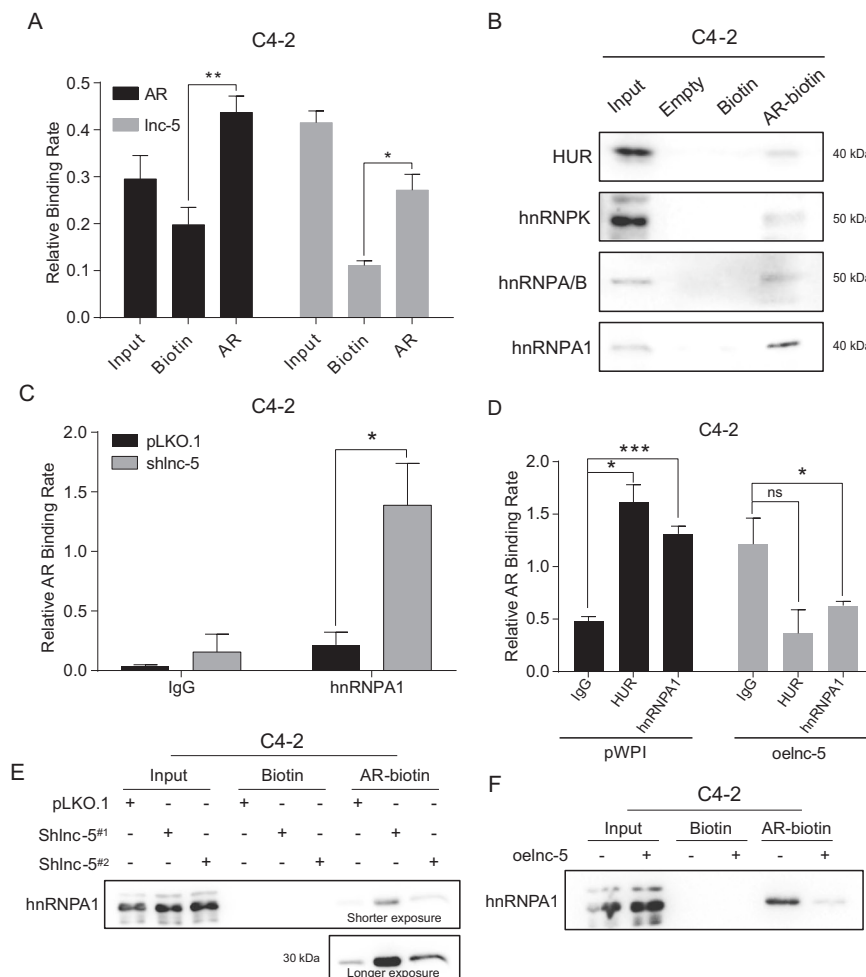 A
C4-2
AR
lnc-5
**
*
Relative Binding Rate
0.5
0.4
0.3
0.2
0.1
0.0
Input
Biotin
AR
Input
Biotin
AR
B
C4-2
Input
Empty
Biotin
AR-biotin
HUR
40 kDa
hnRNPK
50 kDa
hnRNPA/B
50 kDa
hnRNPA1
40 kDa
C
C4-2
pLKO.1
shlnc-5
*
Relative AR Binding Rate
2.0
1.5
1.0
0.5
0.0
IgG
hnRNPA1
D
C4-2
***
*
*
ns
Relative AR Binding Rate
2.0
1.5
1.0
0.5
0.0
IgG
HUR
hnRNPA1
IgG
HUR
hnRNPA1
pWPI
oelnc-5
E
C4-2
Input Biotin AR-biotin
pLKO.1 + - - + - - + - -
Shlnc-5#1 - + - - + - - + -
Shlnc-5#2 - - + - - + - - +
hnRNPA1
Shorter exposure
30 kDa
Longer exposure
F
C4-2
Input Biotin AR-biotin
oelnc-5 - + - + - +
hnRNPA1